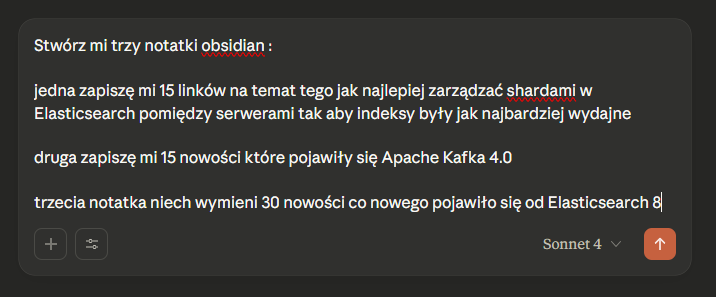 Stwórz mi trzy notatki obsidian :
jedna zapiszę mi 15 linków na temat tego jak najlepiej zarządzać shardami w
Elasticsearch pomiędzy serwerami tak aby indeksy były jak najbardziej wydajne
druga zapiszę mi 15 nowości które pojawiły się Apache Kafka 4.0
trzecia notatka niech wymieni 30 nowości co nowego pojawiło się od Elasticsearch 8
Sonnet 4